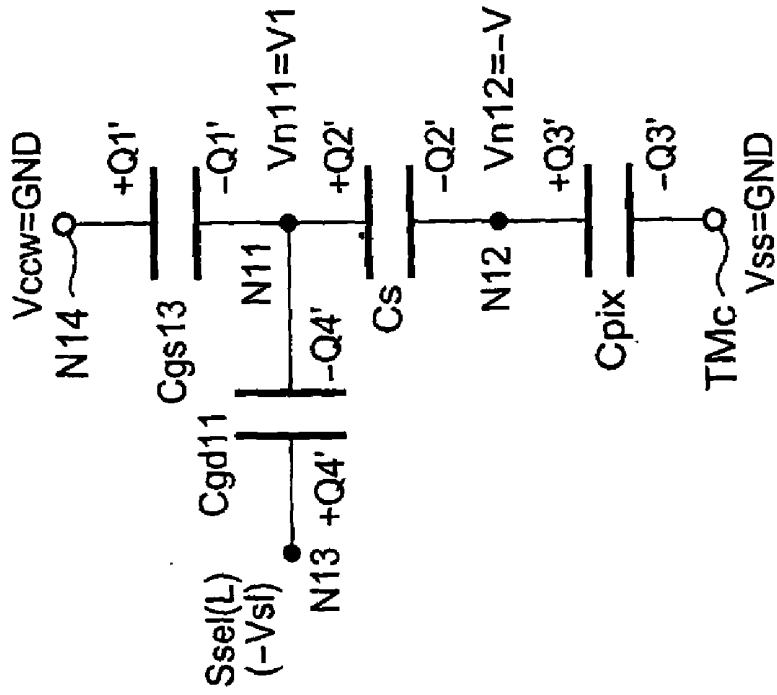 Vccw=GND
N14
+Q1'
-Q1'
Cgs13
Vn11=V1
N11
+Q2'
-Q2'
Cs
Ssel(L)
(-Vsl)
N13
+Q4'
-Q4'
Cgd11
Vn12=-V
N12
+Q3'
-Q3'
Cpix
TMc
Vss=GND